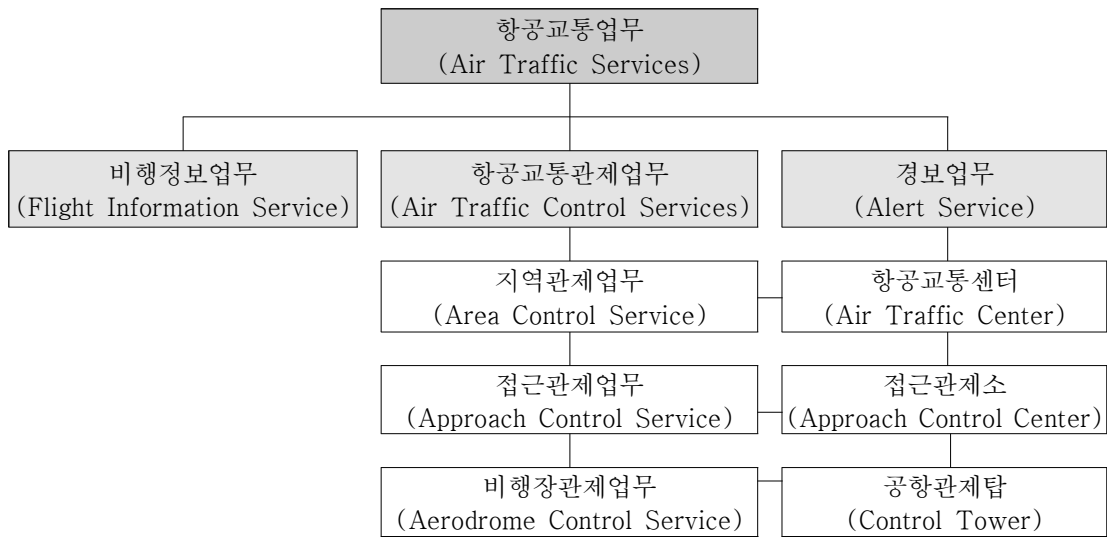 항공교통업무
(Air Traffic Services)
비행정보업무
(Flight Information Service)
항공교통관제업무
(Air Traffic Control Services)
경보업무
(Alert Service)
지역관제업무
(Area Control Service)
항공교통센터
(Air Traffic Center)
접근관제업무
(Approach Control Service)
접근관제소
(Approach Control Center)
비행장관제업무
(Aerodrome Control Service)
공항관제탑
(Control Tower)